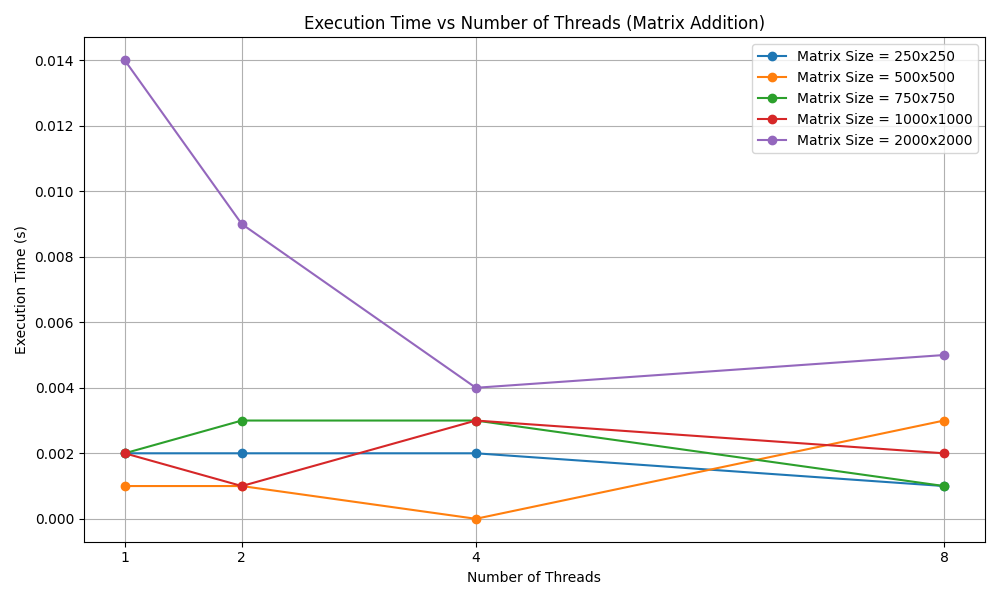 Execution Time vs Number of Threads (Matrix Addition)
Matrix Size = 250x250
Matrix Size = 500x500
Matrix Size = 750x750
Matrix Size = 1000x1000
Matrix Size = 2000x2000
Execution Time (s)
0.014
0.012
0.010
0.008
0.006
0.004
0.002
0.000
1 2 4 8
Number of Threads